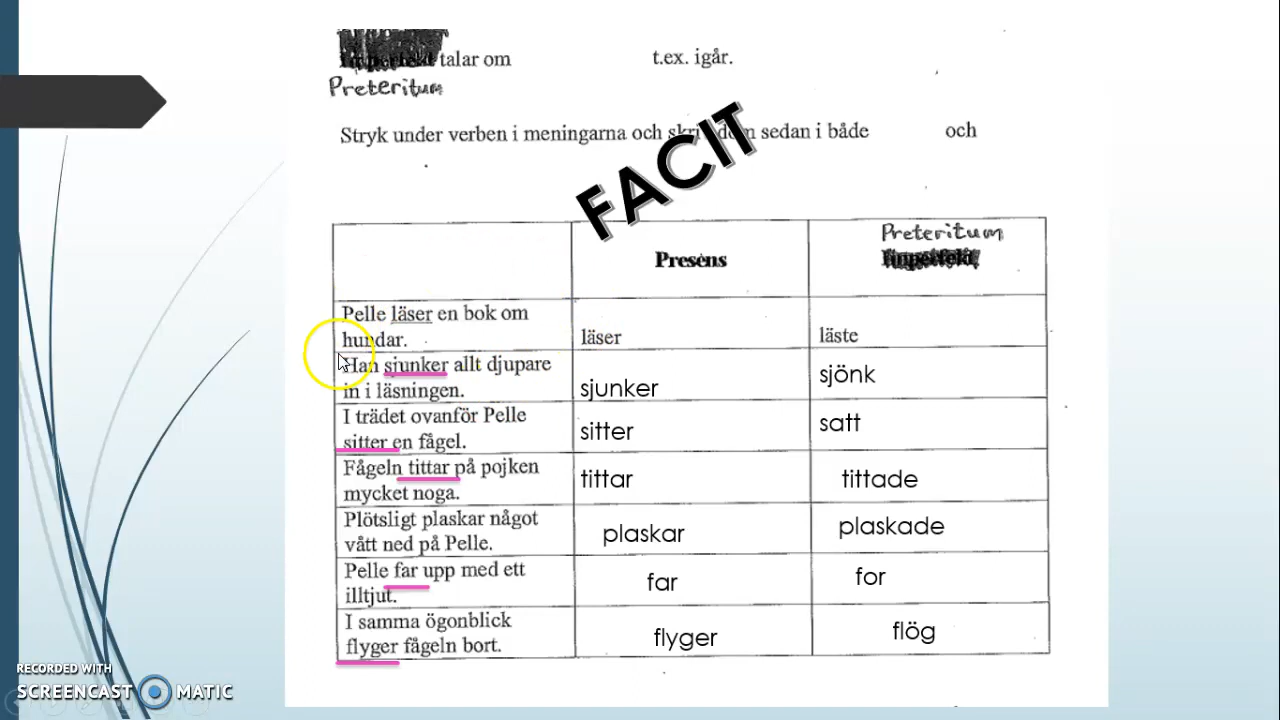 talar om t.ex. igår.
Preteritum
Stryk under verben i meningarna och sedan i både och
FACIT
Preteritum
Presens
Pelle läser en bok om
hundar.
läser
läste
Han sjunker allt djupare
in i läsningen.
sjunker
sjönk
I trädet ovanför Pelle
sitter en fågel.
sitter
satt
Fågeln tittar på pojken
mycket noga.
tittar
tittade
Plötsligt plaskar något
vått ned på Pelle.
plaskar
plaskade
Pelle far upp med ett
illtjut.
far
for
I samma ögonblick
flyger fågeln bort.
flyger
flög
RECORDED WITH
SCREENCAST MATIC